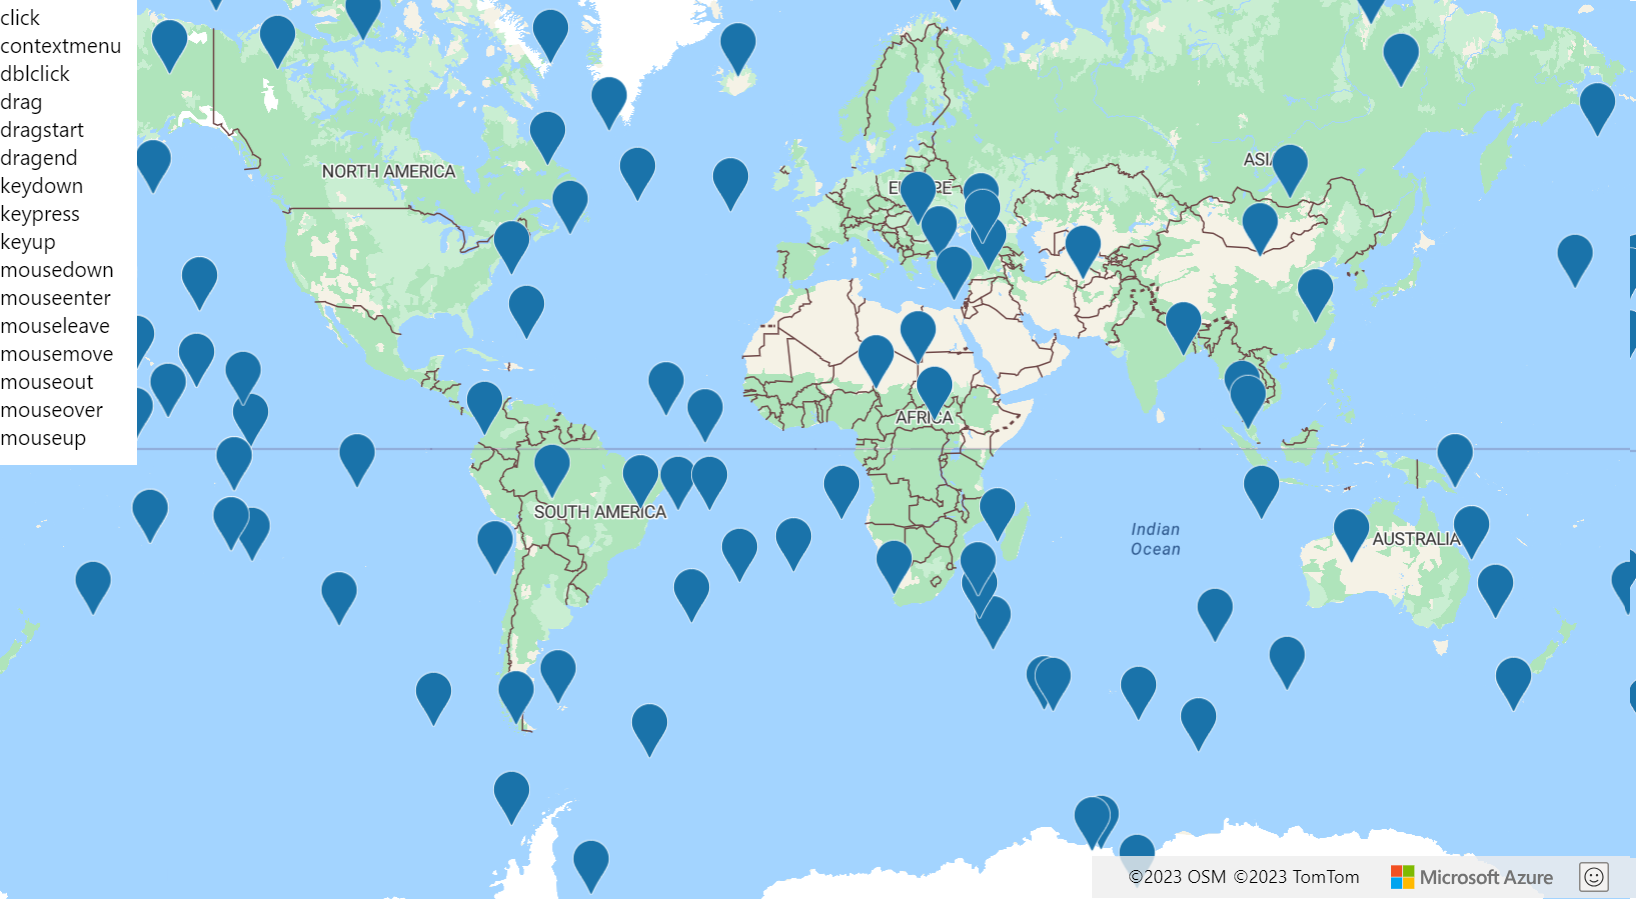 click
contextmenu
dblclick
drag
dragstart
dragend
keydown
keypress
keyup
mousedown
mouseenter
mouseleave
mousemove
mouseout
mouseover
mouseup
NORTH AMERICA
ASIA
AFRICA
SOUTH AMERICA
Indian
Ocean
AUSTRALIA
©2023 OSM ©2023 TomTom
Microsoft Azure